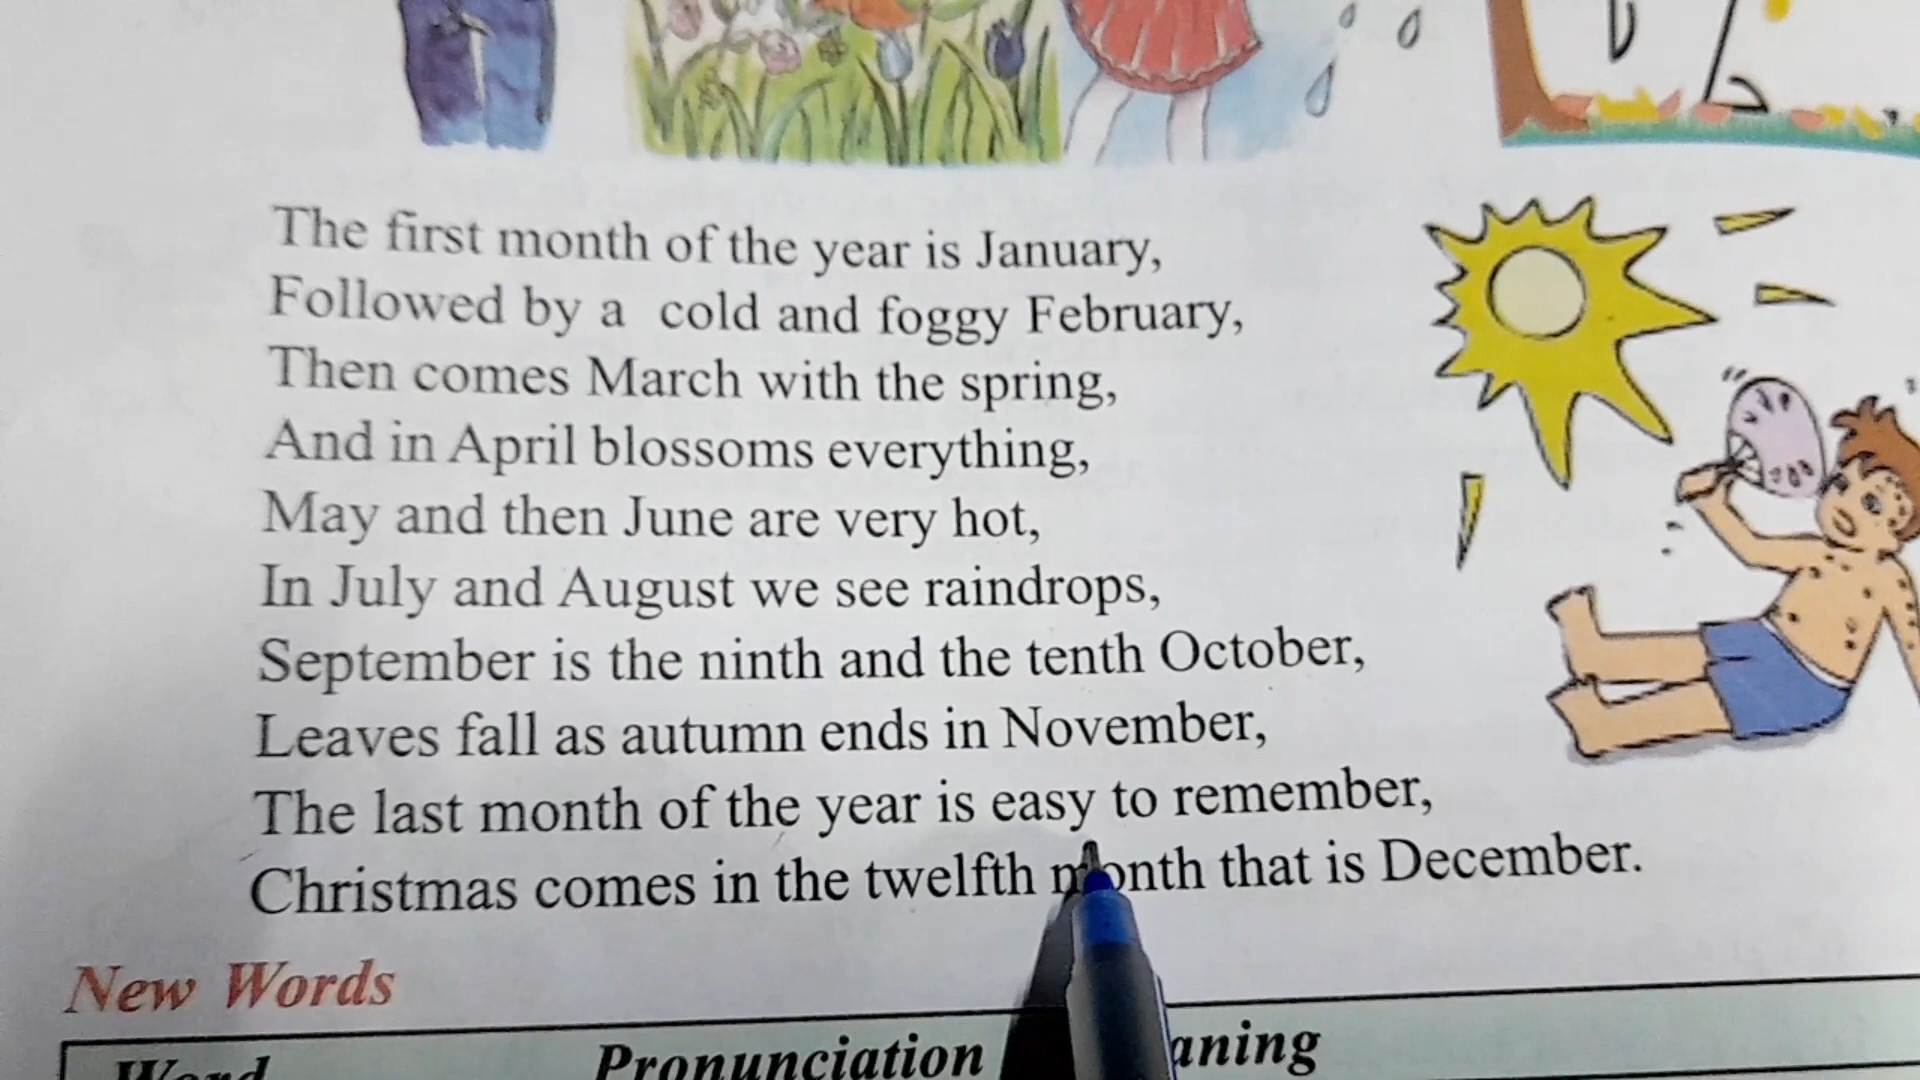 The first month of the year is January,
Followed by a cold and foggy February,
Then comes March with the spring,
And in April blossoms everything,
May and then June are very hot,
In July and August we see raindrops,
September is the ninth and the tenth October,
Leaves fall as autumn ends in November,
The last month of the year is easy to remember,
Christmas comes in the twelfth month that is December.
New Words
Word Pronunciation